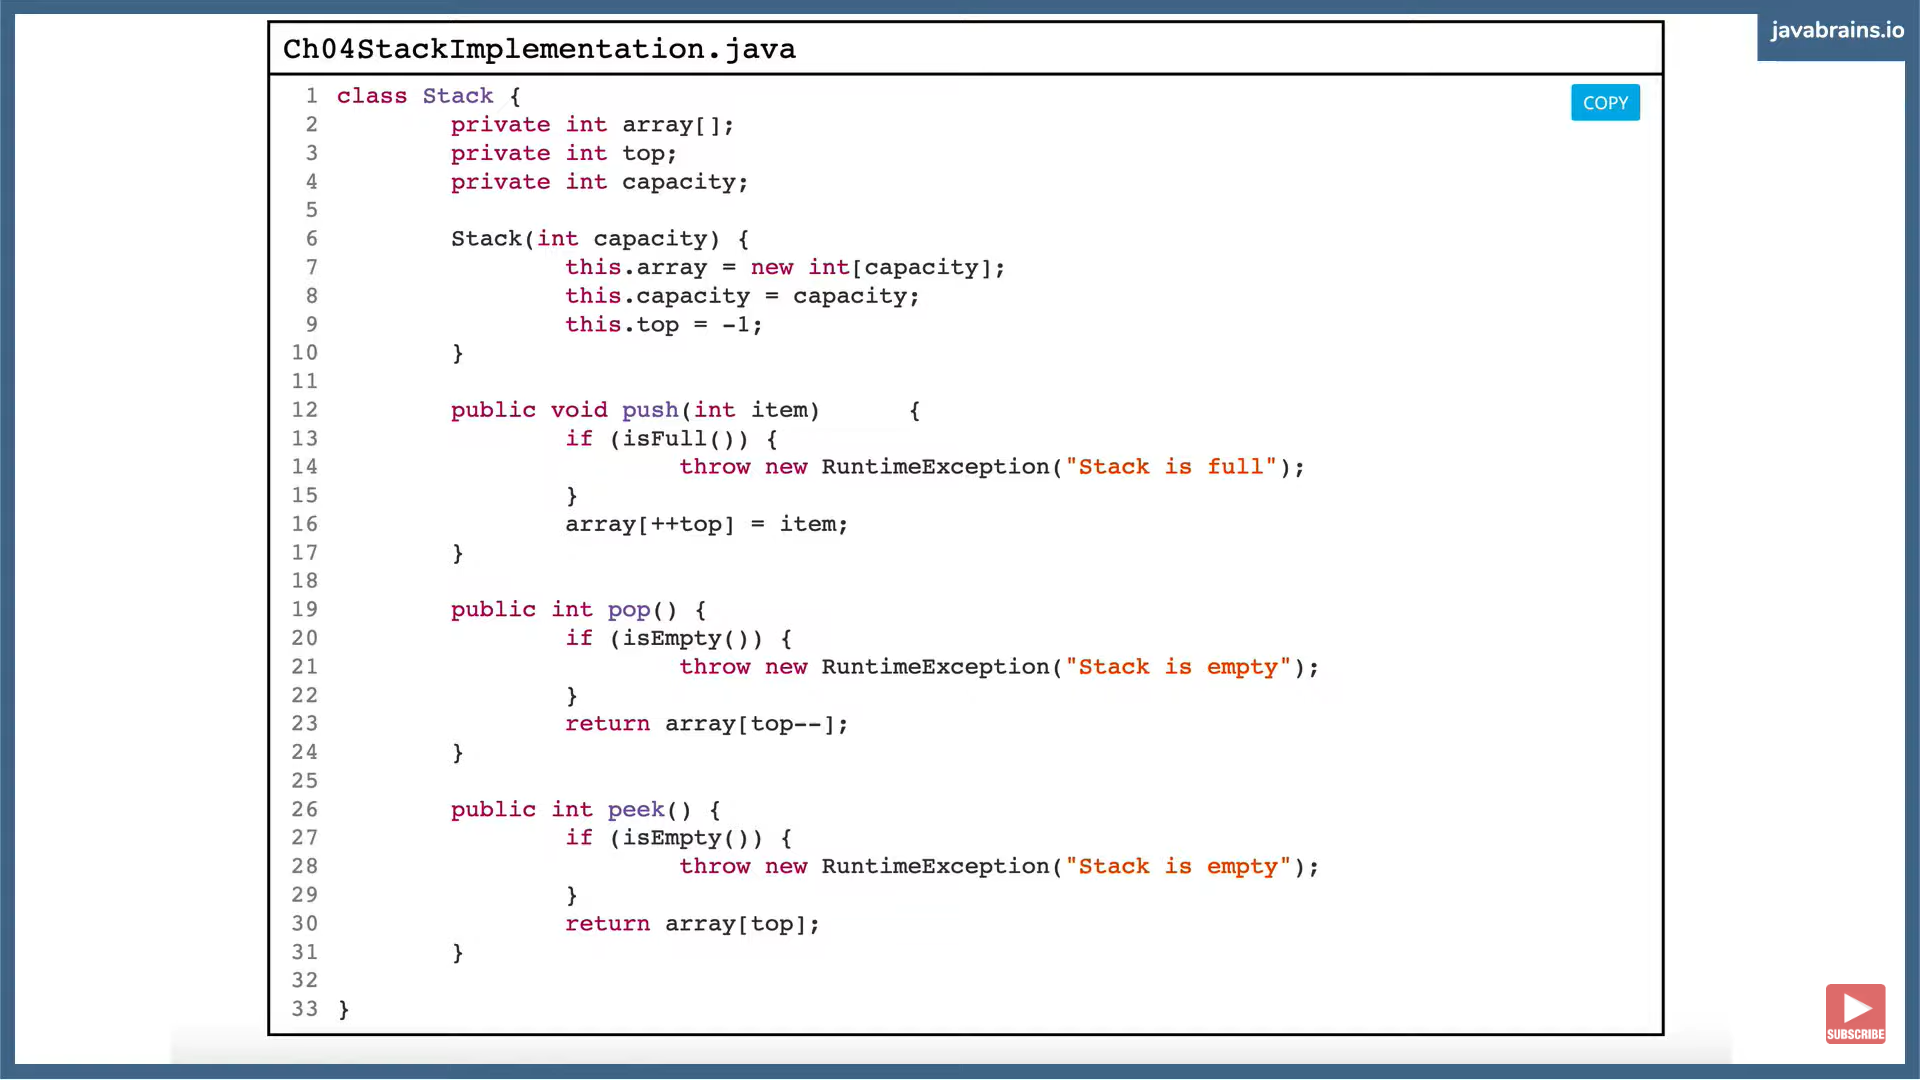 javabrains.io
Ch04StackImplementation.java
COPY
1 class Stack {
2 private int array[];
3 private int top;
4 private int capacity;
5
6 Stack(int capacity) {
7 this.array = new int[capacity];
8 this.capacity = capacity;
9 this.top = -1;
10 }
11
12 public void push(int item) {
13 if (isFull()) {
14 throw new RuntimeException("Stack is full");
15 }
16 array[++top] = item;
17 }
18
19 public int pop() {
20 if (isEmpty()) {
21 throw new RuntimeException("Stack is empty");
22 }
23 return array[top--];
24 }
25
26 public int peek() {
27 if (isEmpty()) {
28 throw new RuntimeException("Stack is empty");
29 }
30 return array[top];
31 }
32
33 }
SUBSCRIBE